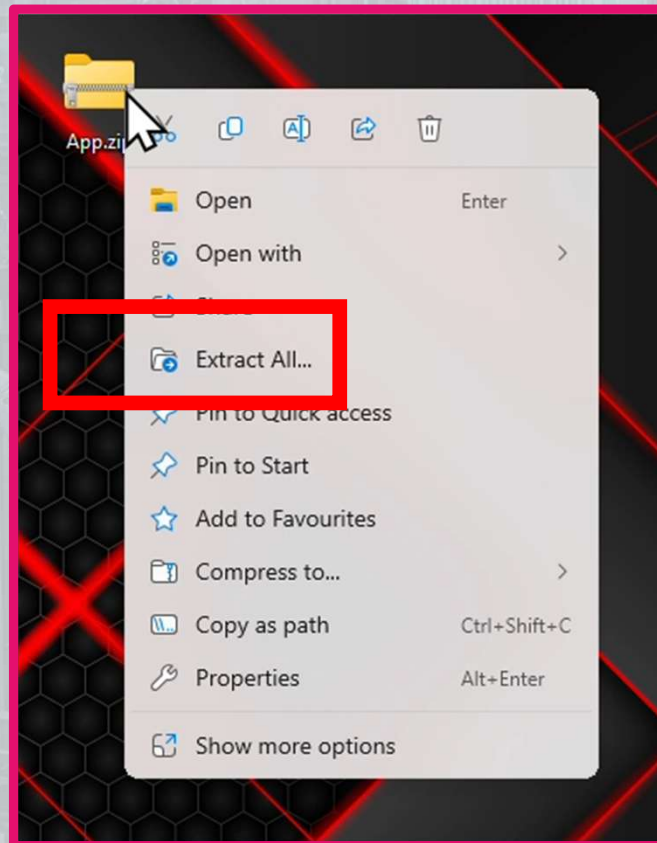 App.zip
Open Enter
Open with
Share
Extract All...
Pin to Quick access
Pin to Start
Add to Favourites
Compress to...
Copy as path Ctrl+Shift+C
Properties Alt+Enter
Show more options